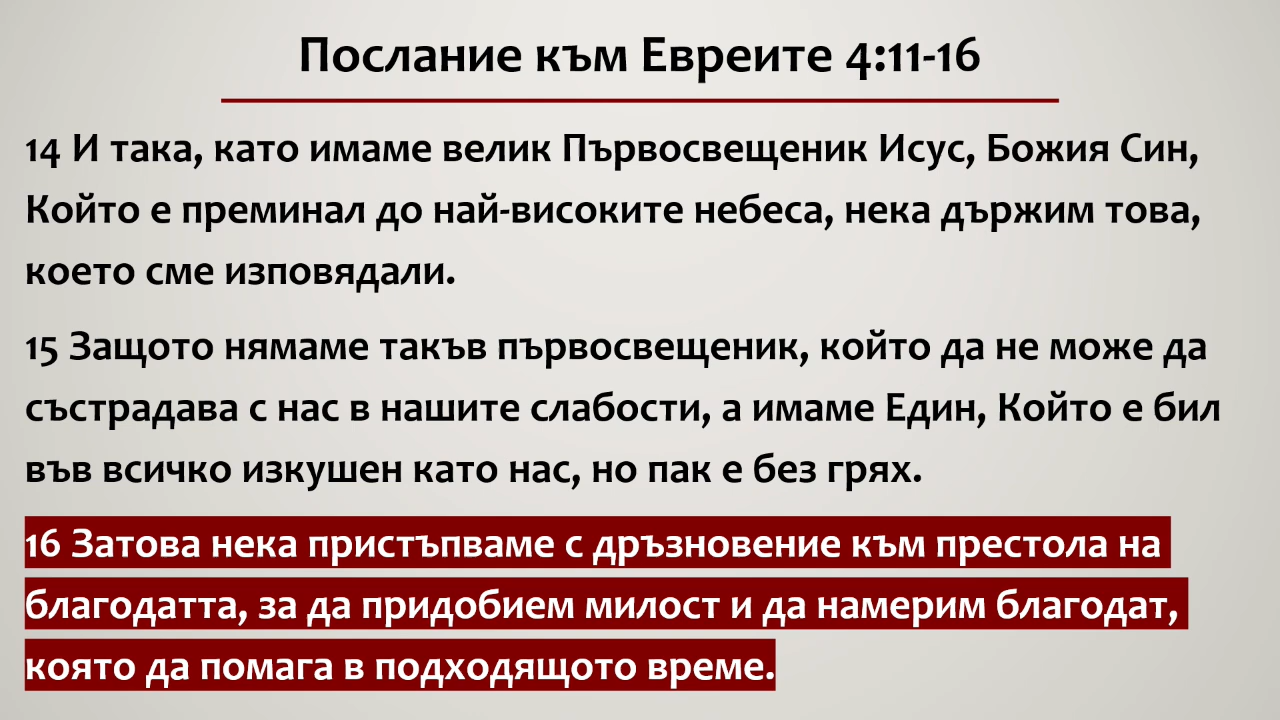 Послание към Евреите 4:11-16
14 И така, като имаме велик Първосвещеник Исус, Божия Син,
Който е преминал до най-високите небеса, нека държим това,
което сме изповядали.
15 Защото нямаме такъв първосвещеник, който да не може да
състрадава с нас в нашите слабости, а имаме Един, Който е бил
във всичко изкушен като нас, но пак е без грях.
16 Затова нека пристъпваме с дръзновение към престола на
благодатта, за да придобием милост и да намерим благодат,
която да помага в подходящото време.